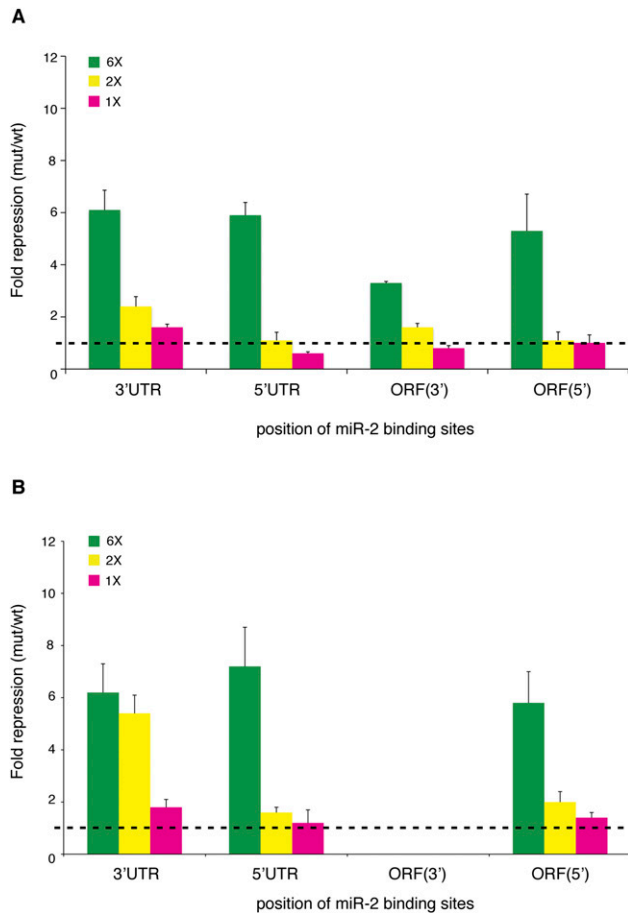 A
Fold repression (mut/wt)
12
10
8
6
4
2
0
6X
2X
1X
3'UTR 5'UTR ORF(3') ORF(5')
position of miR-2 binding sites
B
Fold repression (mut/wt)
12
10
8
6
4
2
0
6X
2X
1X
3'UTR 5'UTR ORF(3') ORF(5')
position of miR-2 binding sites